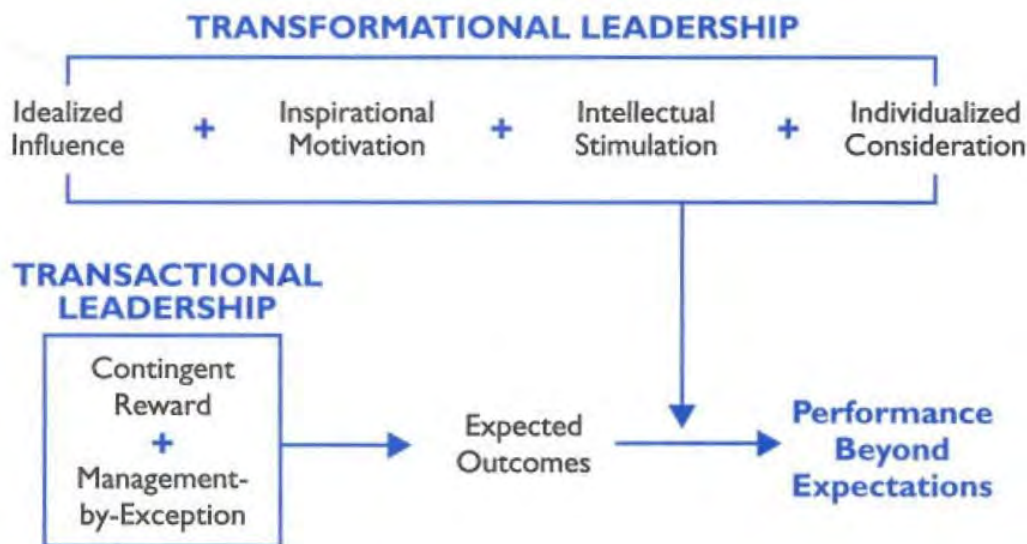 TRANSFORMATIONAL LEADERSHIP
Idealized
Influence
+
Inspirational
Motivation
+
Intellectual
Stimulation
+
Individualized
Consideration
TRANSACTIONAL
LEADERSHIP
Contingent
Reward
+
Management-
by-Exception
Expected
Outcomes
Performance
Beyond
Expectations